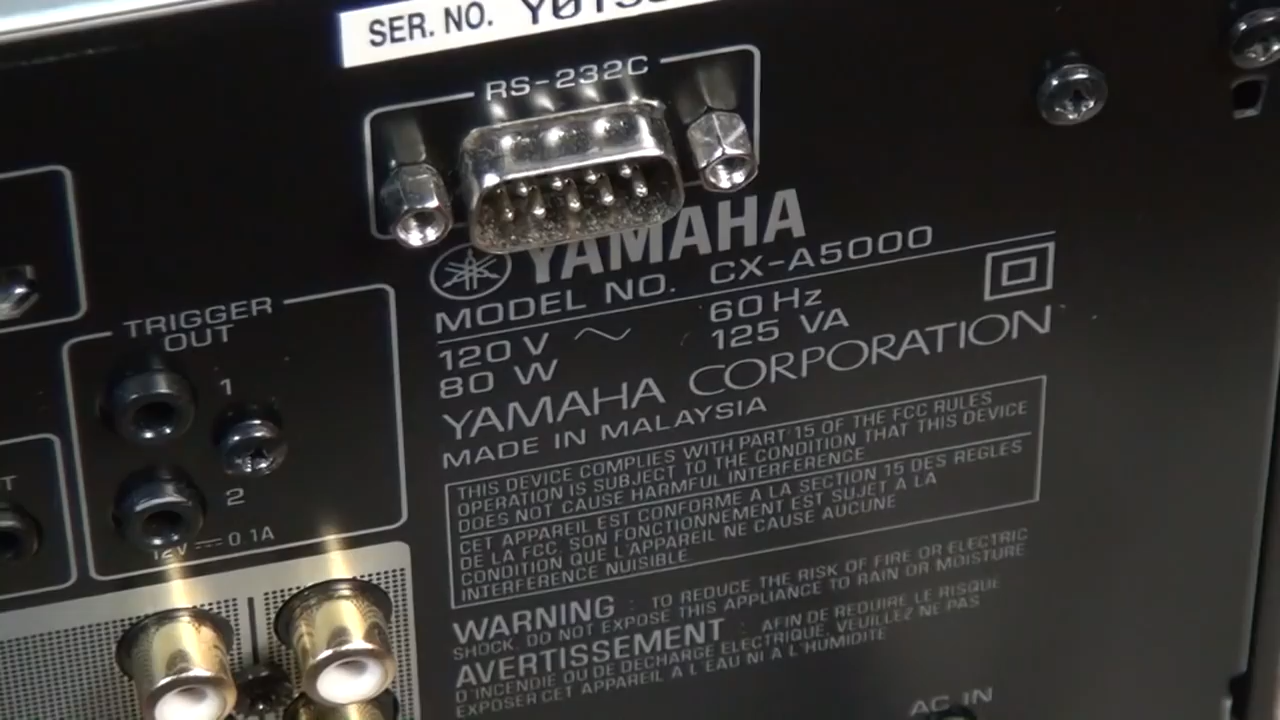 SER. NO.
RS-232C
YAMAHA
MODEL NO. CX-A5000
120 V ~ 60 Hz
80 W 125 VA
YAMAHA CORPORATION
MADE IN MALAYSIA
THIS DEVICE COMPLIES WITH PART 15 OF THE FCC RULES
OPERATION IS SUBJECT TO THE CONDITION THAT THIS DEVICE
DOES NOT CAUSE HARMFUL INTERFERENCE
CET APPAREIL EST CONFORME A LA SECTION 15 DES REGLES
DE LA FCC. SON FONCTIONNEMENT EST SUJET A LA
CONDITION QUE L'APPAREIL NE CAUSE AUCUNE
INTERFERENCE NUISIBLE.
WARNING : TO REDUCE THE RISK OF FIRE OR ELECTRIC
SHOCK, DO NOT EXPOSE THIS APPLIANCE TO RAIN OR MOISTURE
AVERTISSEMENT : AFIN DE REDUIRE LE RISQUE
D'INCENDIE OU DE DECHARGE ELECTRIQUE, VEUILLEZ NE PAS
EXPOSER CET APPAREIL A L'EAU NI A L'HUMIDITE
AC IN
TRIGGER
OUT
1
2
12V ⎓ 0.1A
T